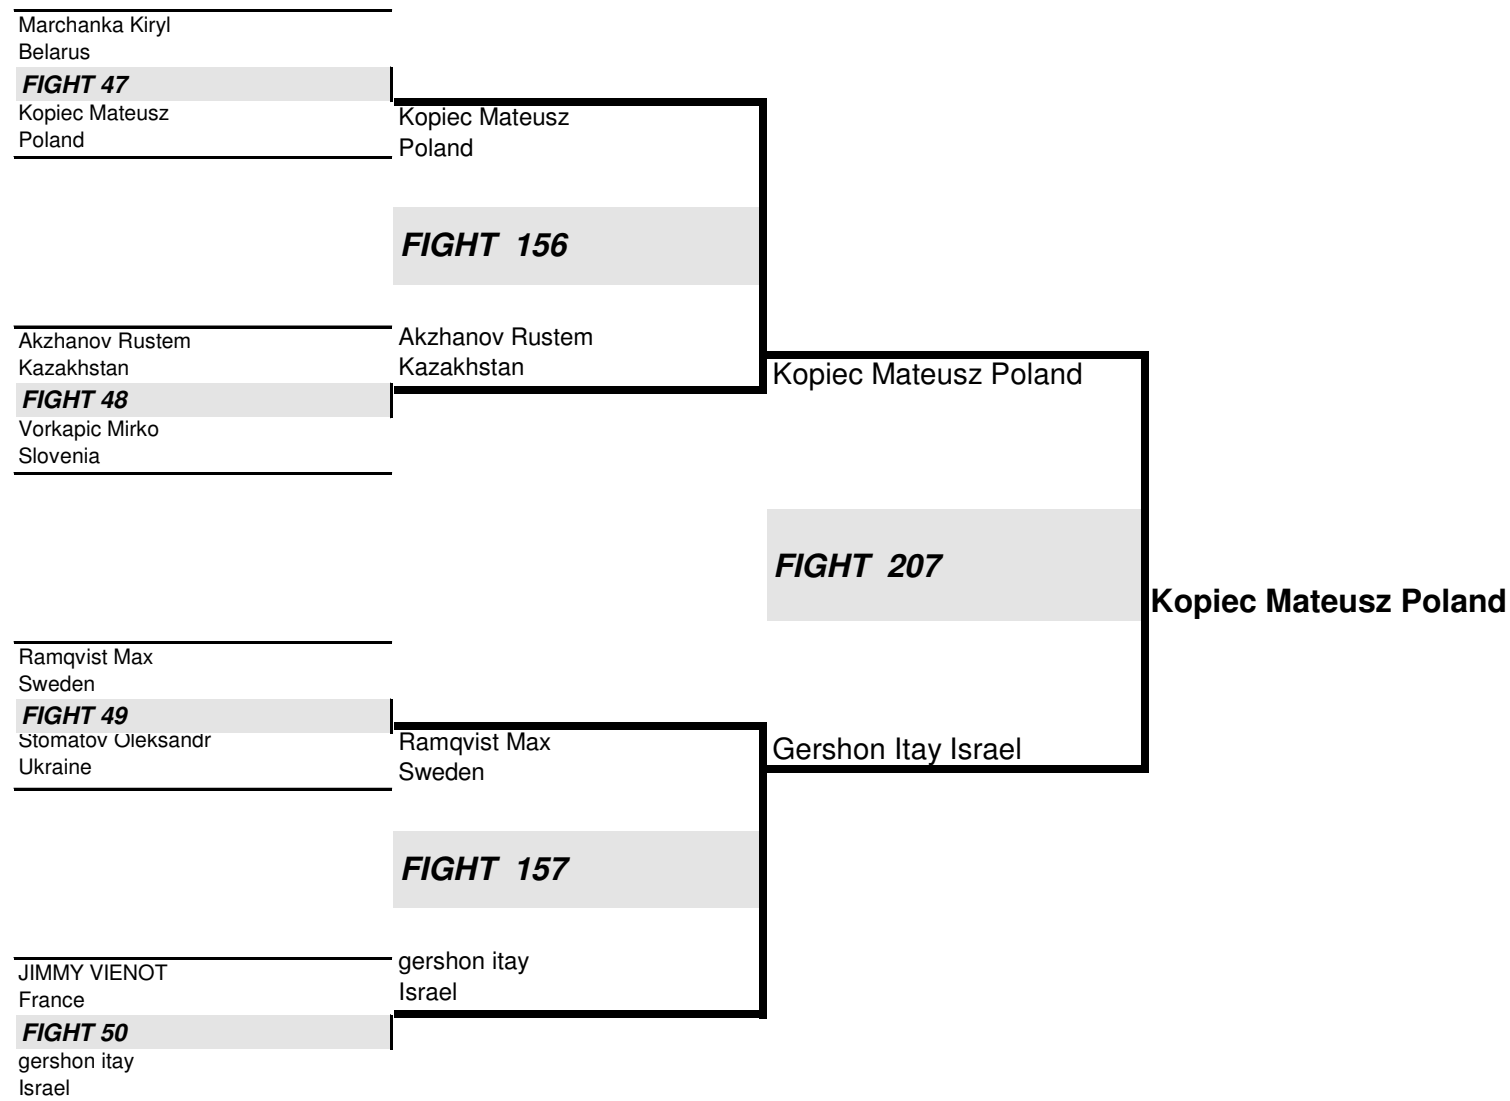 Marchanka Kiryl
Belarus
FIGHT 47
Kopiec Mateusz
Poland
Kopiec Mateusz
Poland
FIGHT 156
Akzhanov Rustem
Kazakhstan
Akzhanov Rustem
Kazakhstan
FIGHT 48
Vorkapic Mirko
Slovenia
Kopiec Mateusz Poland
FIGHT 207
Kopiec Mateusz Poland
Ramqvist Max
Sweden
FIGHT 49
Stomatov Oleksandr
Ukraine
Ramqvist Max
Sweden
Gershon Itay Israel
FIGHT 157
gershon itay
Israel
JIMMY VIENOT
France
FIGHT 50
gershon itay
Israel